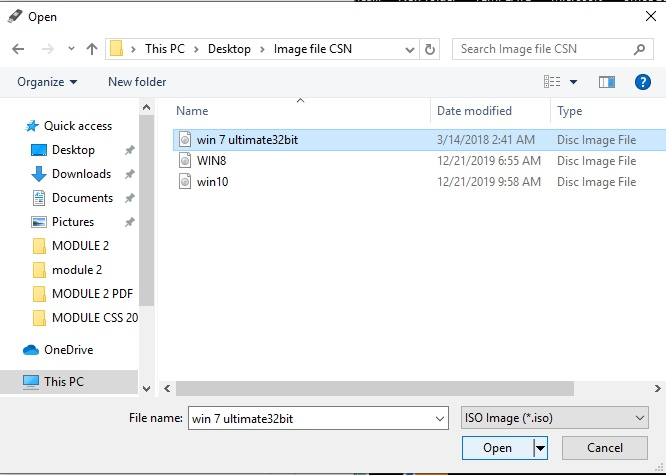 Open
This PC > Desktop > Image file CSN
Search Image file CSN
Organize
New folder
?
Name
Date modified
Type
Quick access
Desktop
Downloads
Documents
Pictures
MODULE 2
module 2
MODULE 2 PDF
MODULE CSS 20
OneDrive
This PC
win 7 ultimate32bit 3/14/2018 2:41 AM Disc Image File
WIN8 12/21/2019 6:55 AM Disc Image File
win10 12/21/2019 9:58 AM Disc Image File
File name: win 7 ultimate32bit
ISO Image (*.iso)
Open
Cancel